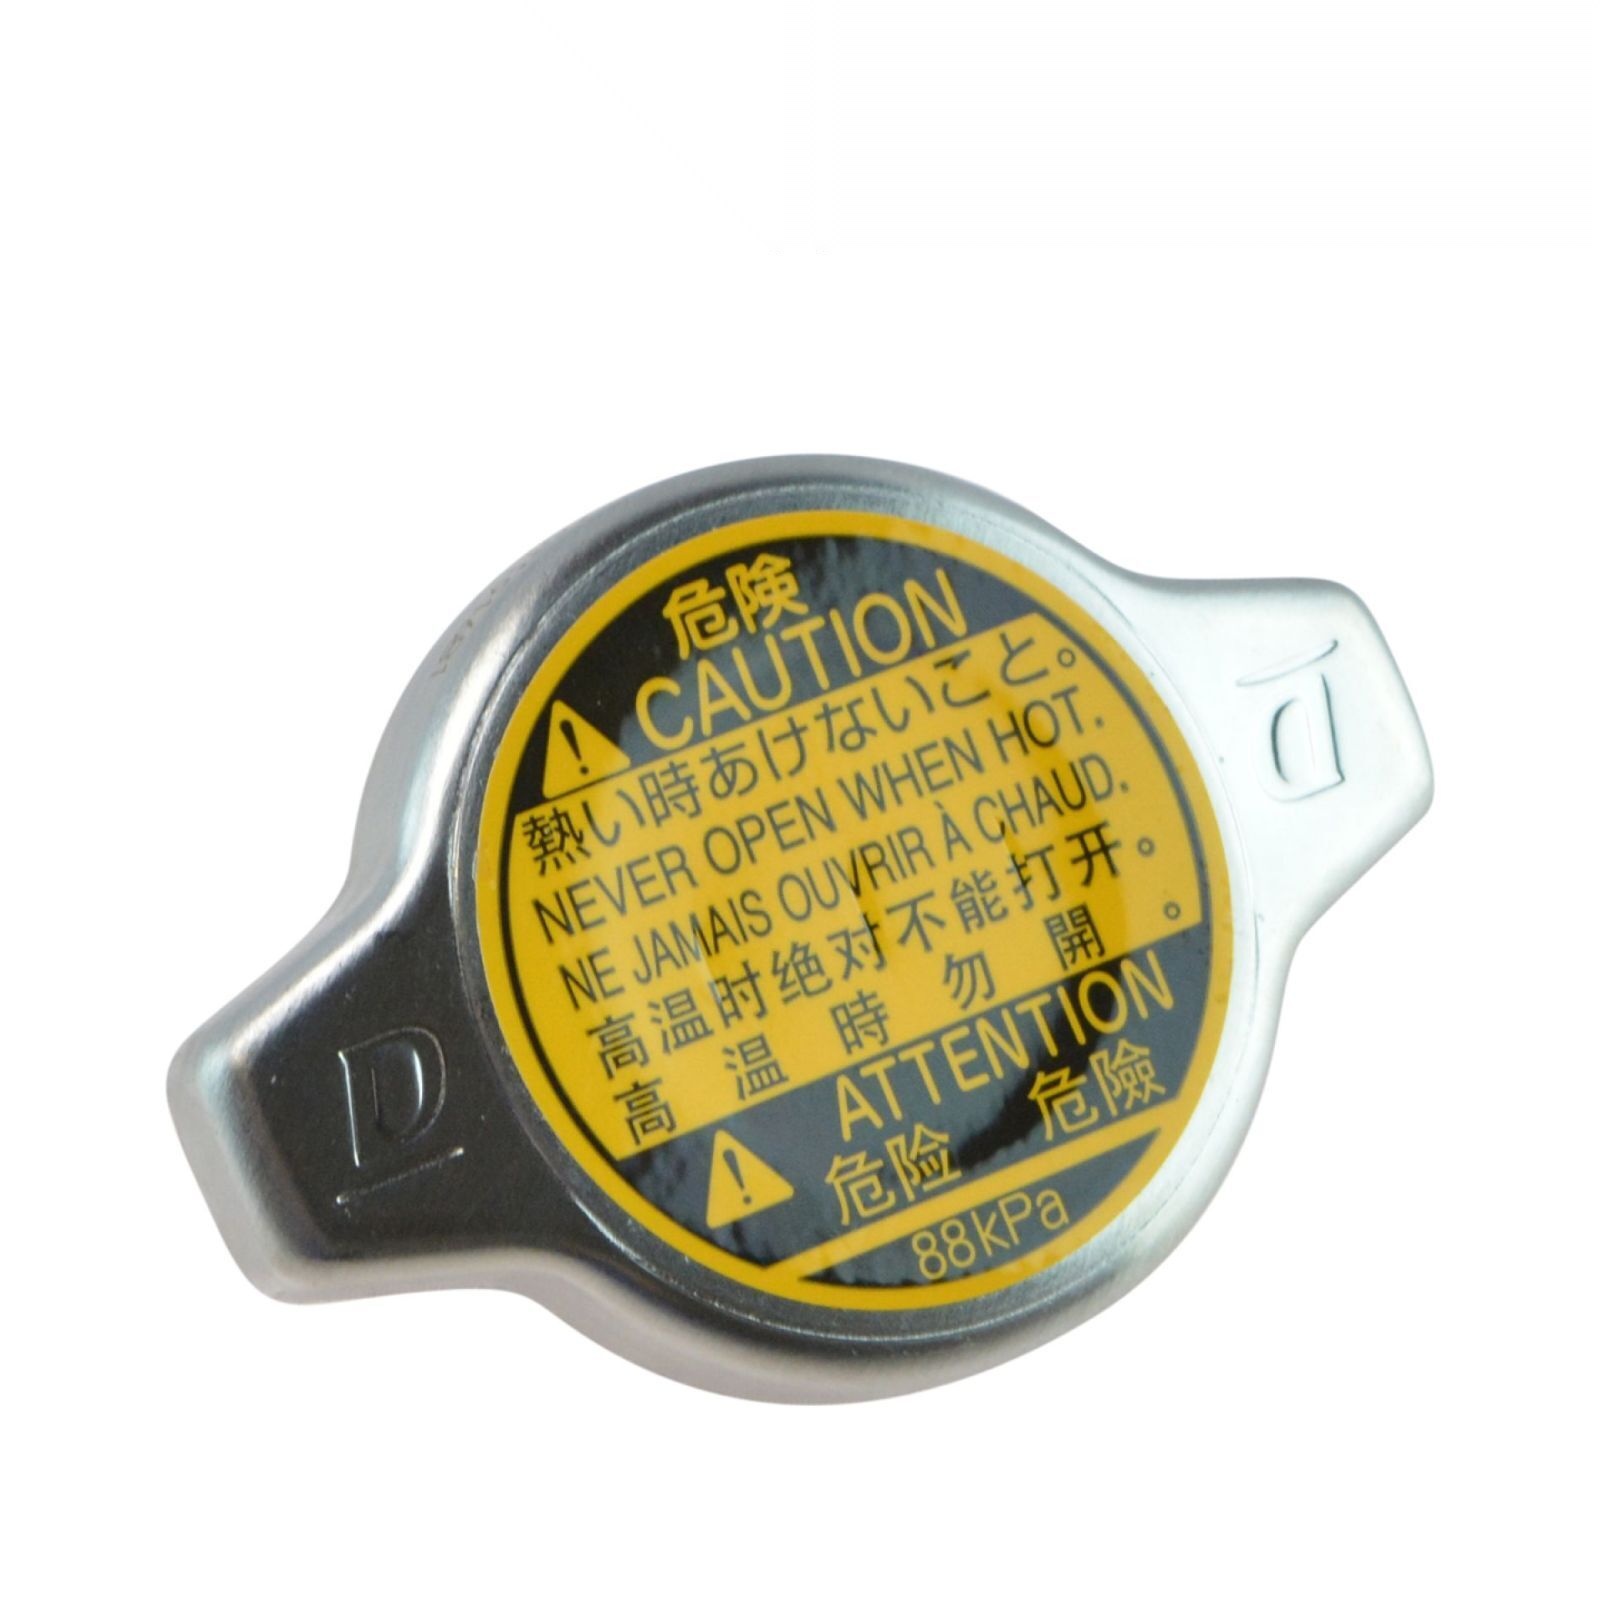 危険
CAUTION
熱い時あけないこと。
NEVER OPEN WHEN HOT.
NE JAMAIS OUVRIR À CHAUD.
高温时绝对不能打开。
高温時勿開。
ATTENTION
危险 危險
88kPa
D
D